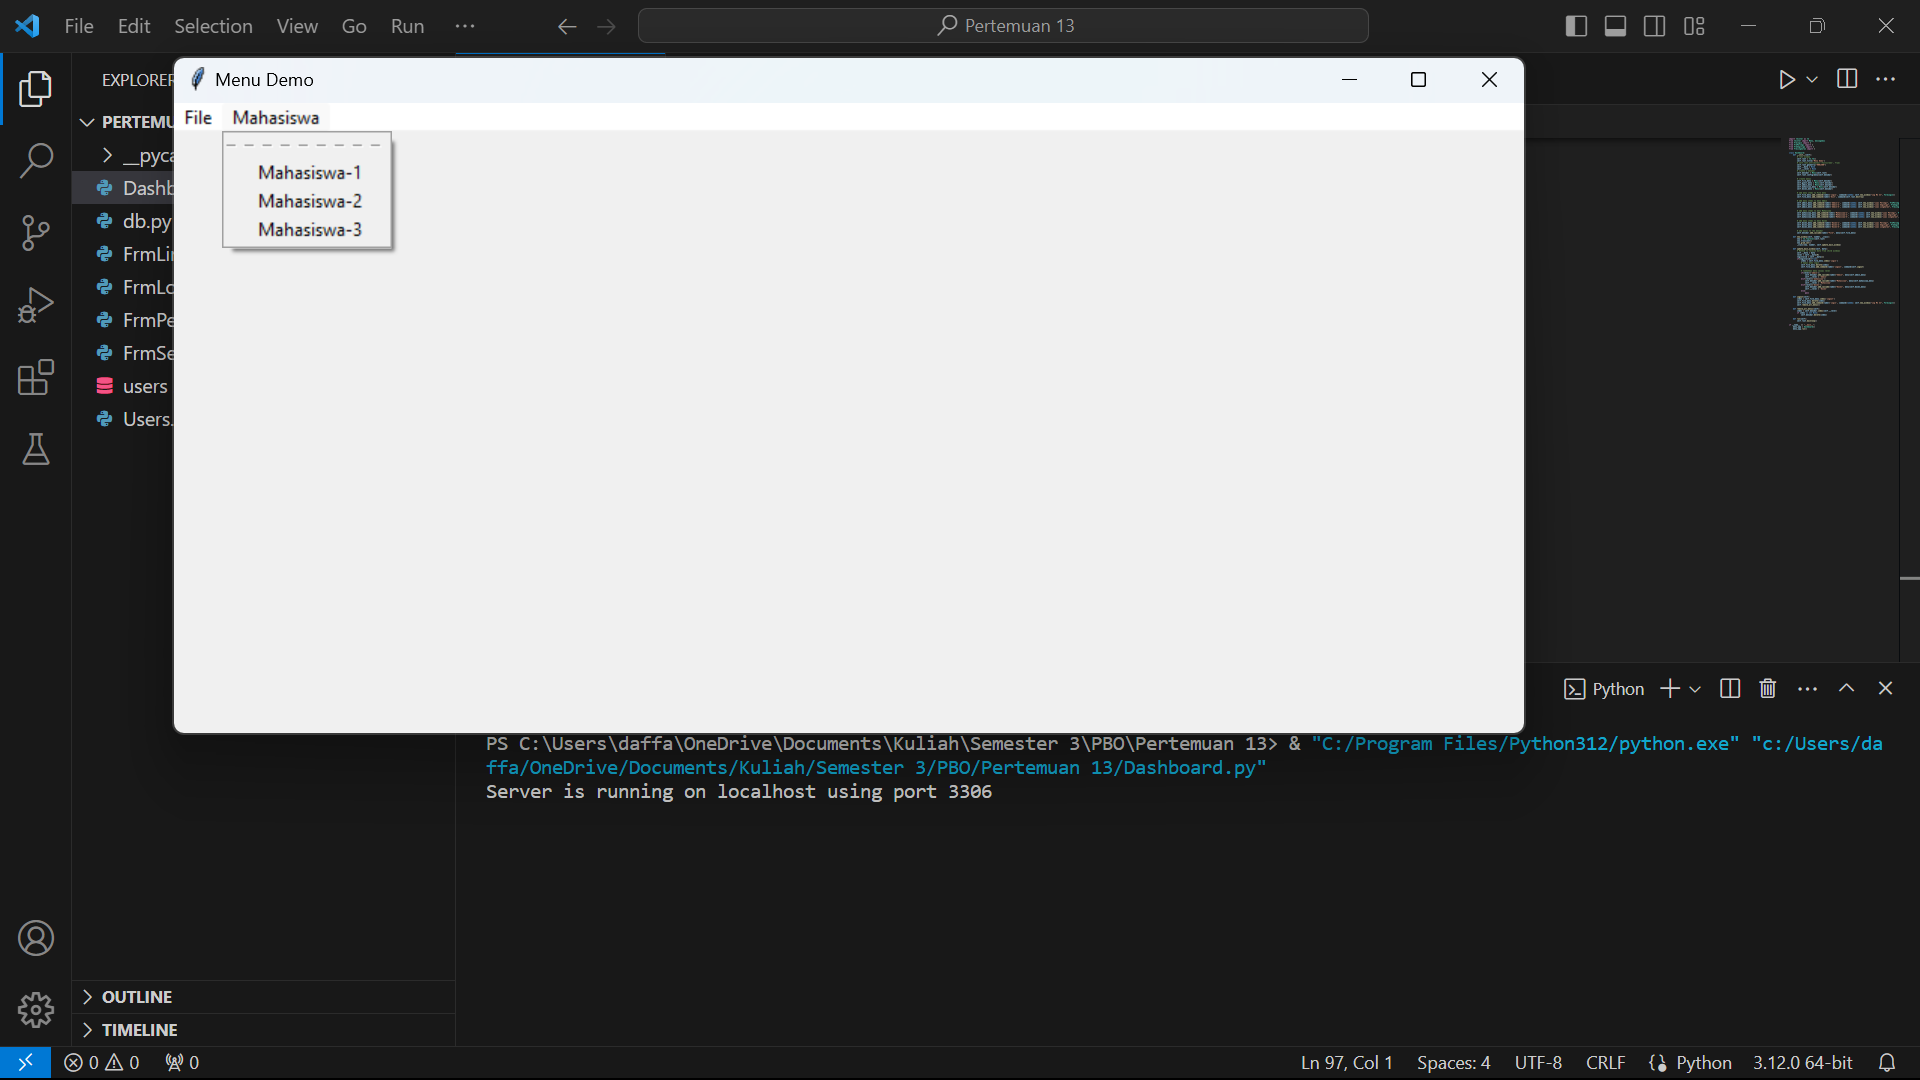 File Edit Selection View Go Run ... Pertemuan 13
EXPLORER
Menu Demo
File Mahasiswa
Mahasiswa-1
Mahasiswa-2
Mahasiswa-3
PERTEMU
__pyca
Dashb
db.py
FrmLi
FrmLo
FrmPe
FrmSe
users
Users.
Python
PS C:\Users\daffa\OneDrive\Documents\Kuliah\Semester 3\PBO\Pertemuan 13> & "C:/Program Files/Python312/python.exe" "c:/Users/da
ffa/OneDrive/Documents/Kuliah/Semester 3/PBO/Pertemuan 13/Dashboard.py"
Server is running on localhost using port 3306
OUTLINE
TIMELINE
0 0 0 Ln 97, Col 1 Spaces: 4 UTF-8 CRLF {} Python 3.12.0 64-bit